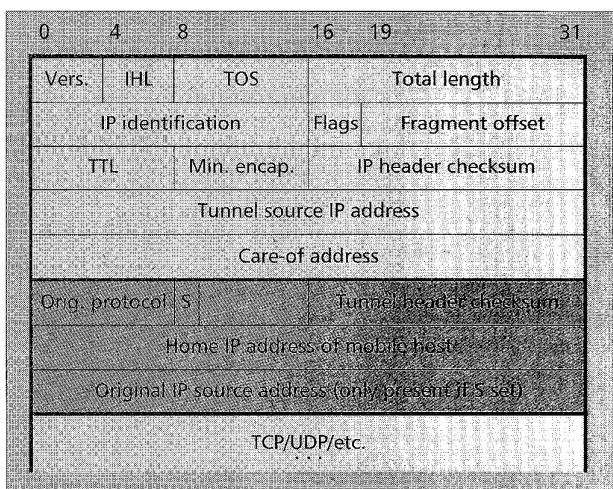 0 4 8 16 19 31
Vers. IHL TOS Total length
IP identification Flags Fragment offset
TTL Min. encap. IP header checksum
Tunnel source IP address
Care-of address
Orig. protocol S Tunnel header checksum
Home IP address of mobile host
Original IP source address (only present if S set)
TCP/UDP/etc.
. . .